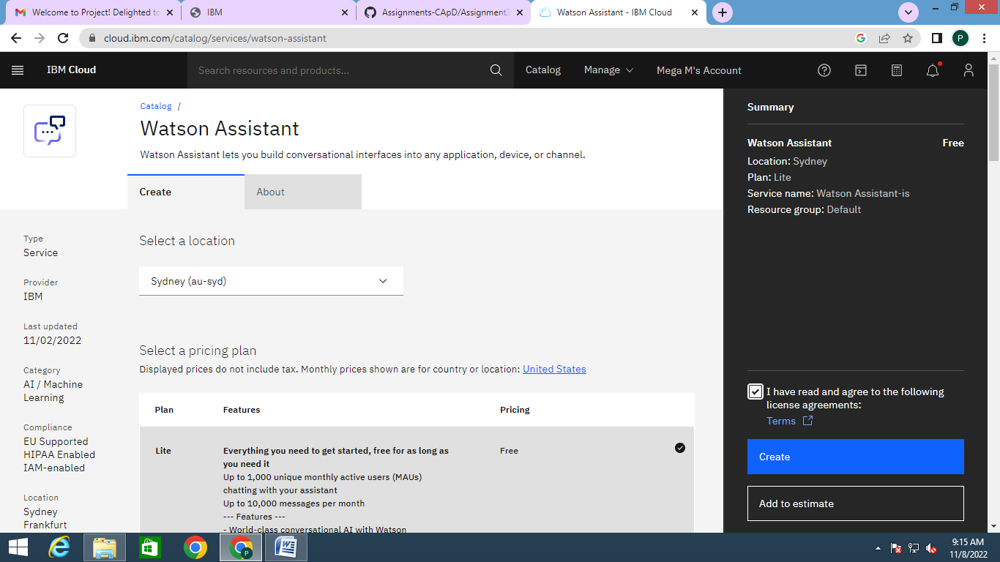 Welcome to Project! Delighted to
IBM
Assignments-CApD/Assignment3
Watson Assistant - IBM Cloud
cloud.ibm.com/catalog/services/watson-assistant
P
IBM Cloud
Search resources and products...
Catalog
Manage
Mega M's Account
Catalog /
Watson Assistant
Watson Assistant lets you build conversational interfaces into any application, device, or channel.
Create
About
Type
Service
Provider
IBM
Last updated
11/02/2022
Category
AI / Machine
Learning
Compliance
EU Supported
HIPAA Enabled
IAM-enabled
Location
Sydney
Frankfurt
Select a location
Sydney (au-syd)
Select a pricing plan
Displayed prices do not include tax. Monthly prices shown are for country or location: United States
Plan Features Pricing
Lite
Everything you need to get started, free for as long as
you need it
Up to 1,000 unique monthly active users (MAUs)
chatting with your assistant
Up to 10,000 messages per month
--- Features ---
- World-class conversational AI with Watson
Free
Summary
Watson Assistant Free
Location: Sydney
Plan: Lite
Service name: Watson Assistant-is
Resource group: Default
I have read and agree to the following
license agreements:
Terms
Create
Add to estimate
P
9:15 AM
11/8/2022